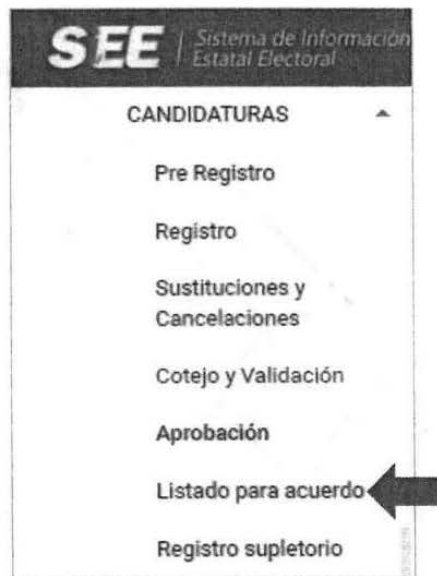 SEE | Sistema de Información
Estatal Electoral
CANDIDATURAS
Pre Registro
Registro
Sustituciones y
Cancelaciones
Cotejo y Validación
Aprobación
Listado para acuerdo
Registro supletorio